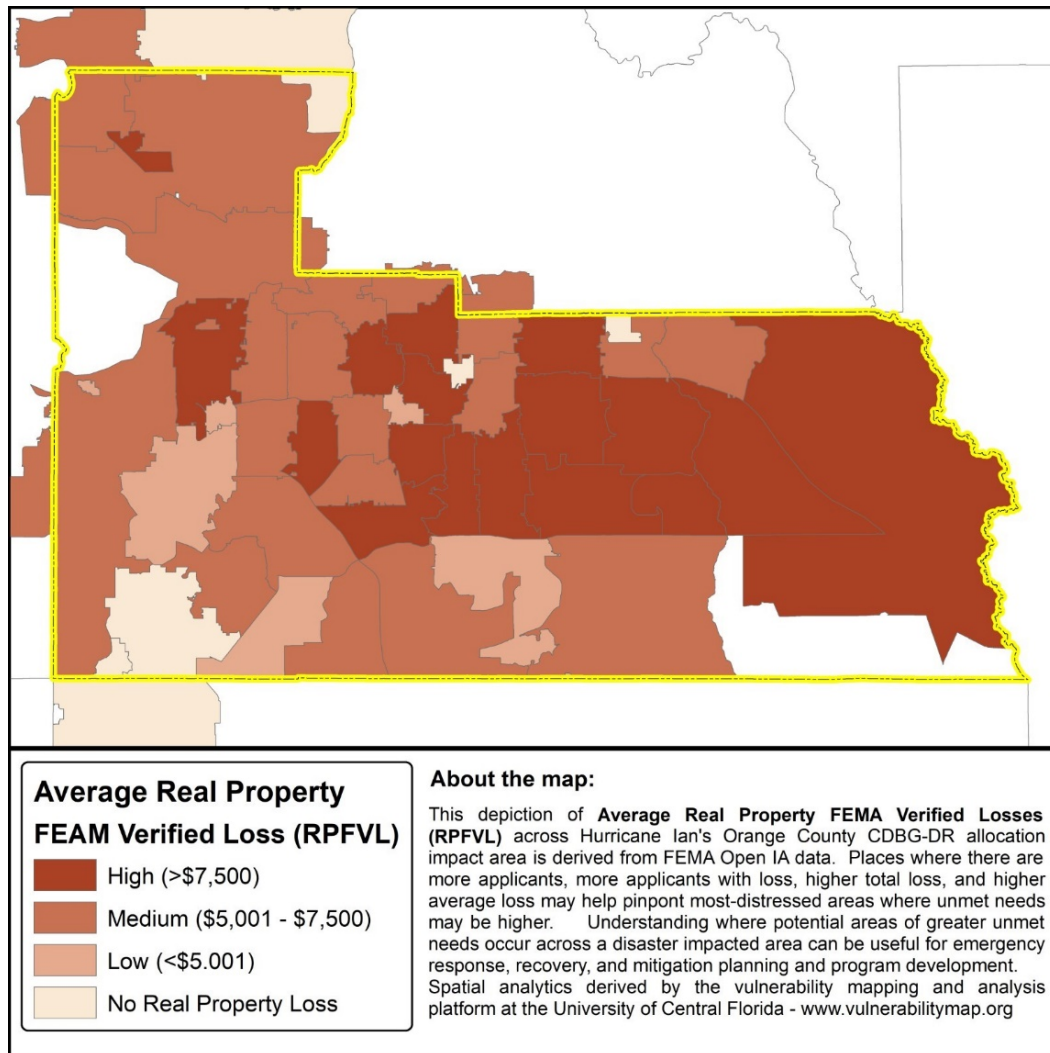 Average Real Property
FEAM Verified Loss (RPFVL)
High (>$7,500)
Medium ($5,001 - $7,500)
Low (<$5.001)
No Real Property Loss
About the map:
This depiction of Average Real Property FEMA Verified Losses
(RPFVL) across Hurricane Ian's Orange County CDBG-DR allocation
impact area is derived from FEMA Open IA data. Places where there are
more applicants, more applicants with loss, higher total loss, and higher
average loss may help pinpont most-distressed areas where unmet needs
may be higher. Understanding where potential areas of greater unmet
needs occur across a disaster impacted area can be useful for emergency
response, recovery, and mitigation planning and program development.
Spatial analytics derived by the vulnerability mapping and analysis
platform at the University of Central Florida - www.vulnerabilitymap.org